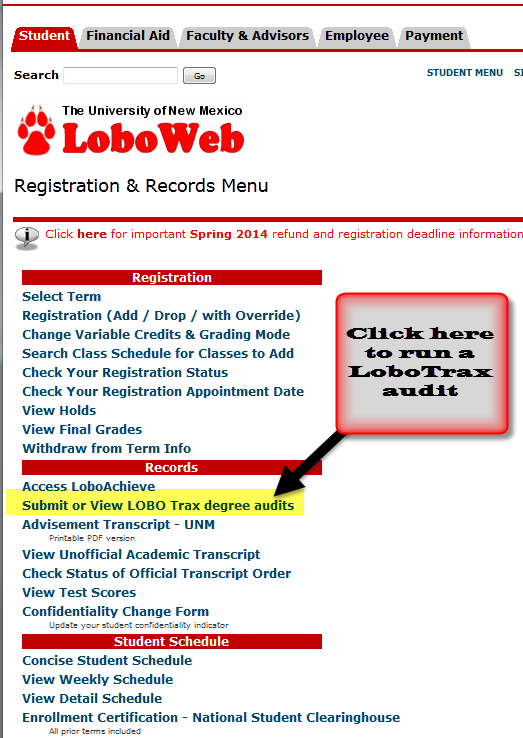 Student Financial Aid Faculty & Advisors Employee Payment
Search Go STUDENT MENU
The University of New Mexico
LoboWeb
Registration & Records Menu
Click here for important Spring 2014 refund and registration deadline information
Registration
Select Term
Registration (Add / Drop / with Override)
Change Variable Credits & Grading Mode
Search Class Schedule for Classes to Add
Check Your Registration Status
Check Your Registration Appointment Date
View Holds
View Final Grades
Withdraw from Term Info
Click here
to run a
LoboTrax
audit
Records
Access LoboAchieve
Submit or View LOBO Trax degree audits
Advisement Transcript - UNM
Printable PDF version
View Unofficial Academic Transcript
Check Status of Official Transcript Order
View Test Scores
Confidentiality Change Form
Update your student confidentiality indicator
Student Schedule
Concise Student Schedule
View Weekly Schedule
View Detail Schedule
Enrollment Certification - National Student Clearinghouse
All prior terms included